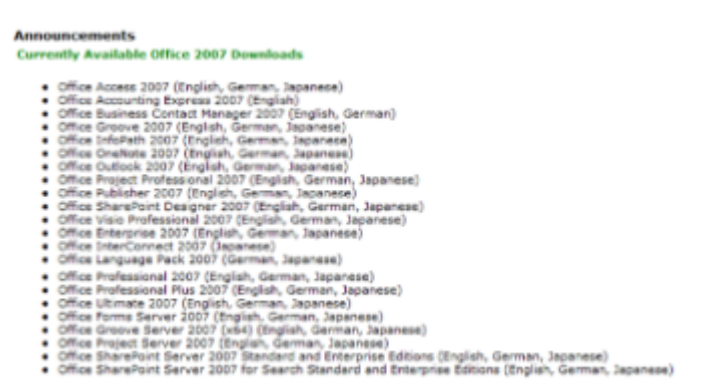 Announcements
Currently Available Office 2007 Downloads
• Office Access 2007 (English, German, Japanese)
• Office Accounting Express 2007 (English)
• Office Business Contact Manager 2007 (English, German)
• Office Groove 2007 (English, German, Japanese)
• Office InfoPath 2007 (English, German, Japanese)
• Office OneNote 2007 (English, German, Japanese)
• Office Outlook 2007 (English, German, Japanese)
• Office Project Professional 2007 (English, German, Japanese)
• Office Publisher 2007 (English, German, Japanese)
• Office SharePoint Designer 2007 (English, German, Japanese)
• Office Visio Professional 2007 (English, German, Japanese)
• Office Enterprise 2007 (English, German, Japanese)
• Office InterConnect 2007 (Japanese)
• Office Language Pack 2007 (German, Japanese)
• Office Professional 2007 (English, German, Japanese)
• Office Professional Plus 2007 (English, German, Japanese)
• Office Ultimate 2007 (English, German, Japanese)
• Office Forms Server 2007 (English, German, Japanese)
• Office Groove Server 2007 (x64) (English, German, Japanese)
• Office Project Server 2007 (English, German, Japanese)
• Office SharePoint Server 2007 Standard and Enterprise Editions (English, German, Japanese)
• Office SharePoint Server 2007 for Search Standard and Enterprise Editions (English, German, Japanese)